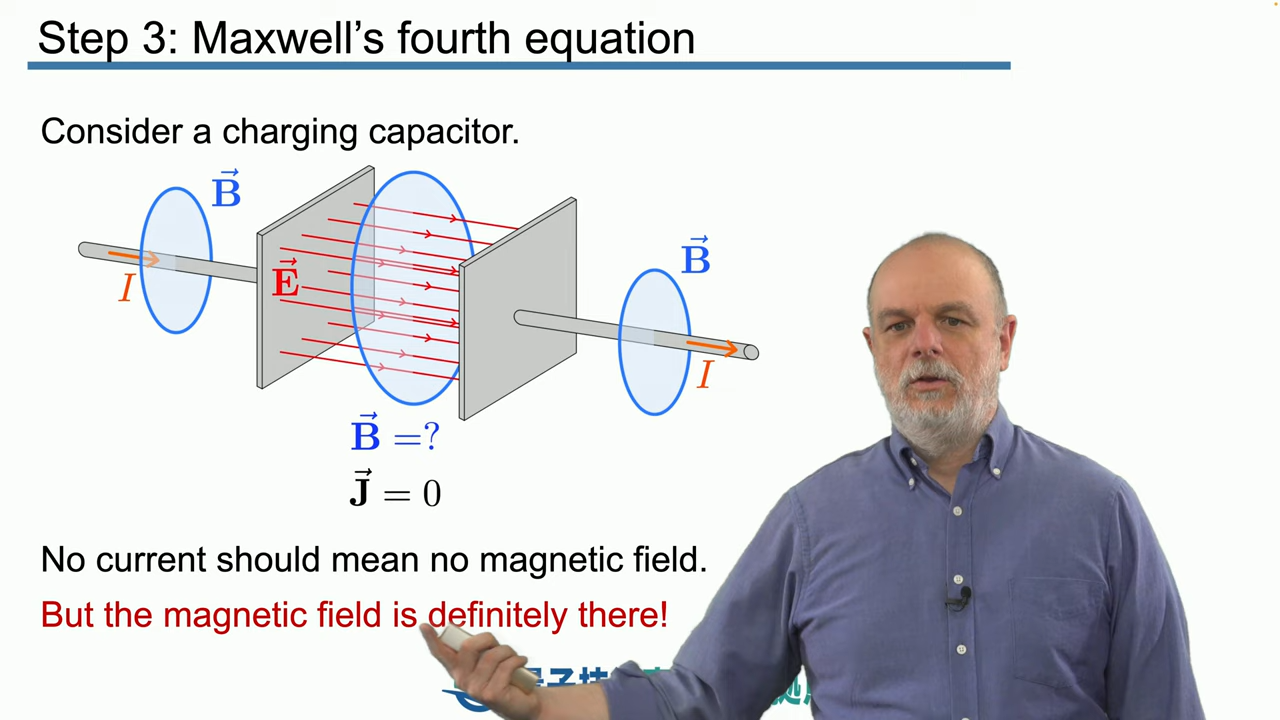 Step 3: Maxwell's fourth equation
Consider a charging capacitor.
B⃗
I
E⃗
B⃗
I
B⃗ =?
J⃗ = 0
No current should mean no magnetic field.
But the magnetic field is definitely there!